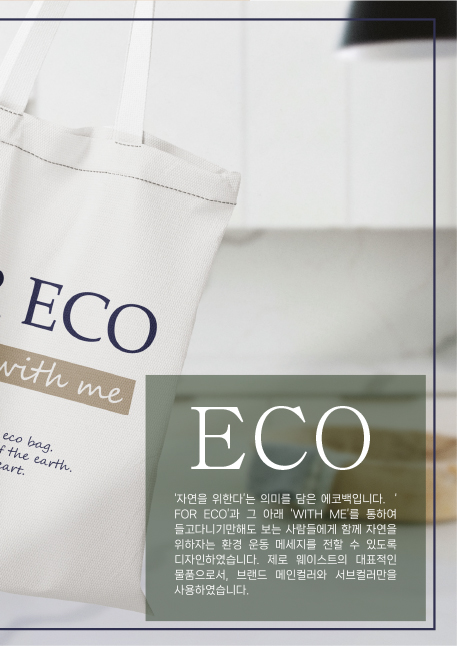 ECO
with me
eco bag.
f the earth.
eart.
ECO
'자연을 위한다'는 의미를 담은 에코백입니다. '
FOR ECO'과 그 아래 'WITH ME'를 통하여
들고다니기만해도 보는 사람들에게 함께 자연을
위하자는 환경 운동 메세지를 전할 수 있도록
디자인하였습니다. 제로 웨이스트의 대표적인
물품으로서, 브랜드 메인컬러와 서브컬러만을
사용하였습니다.